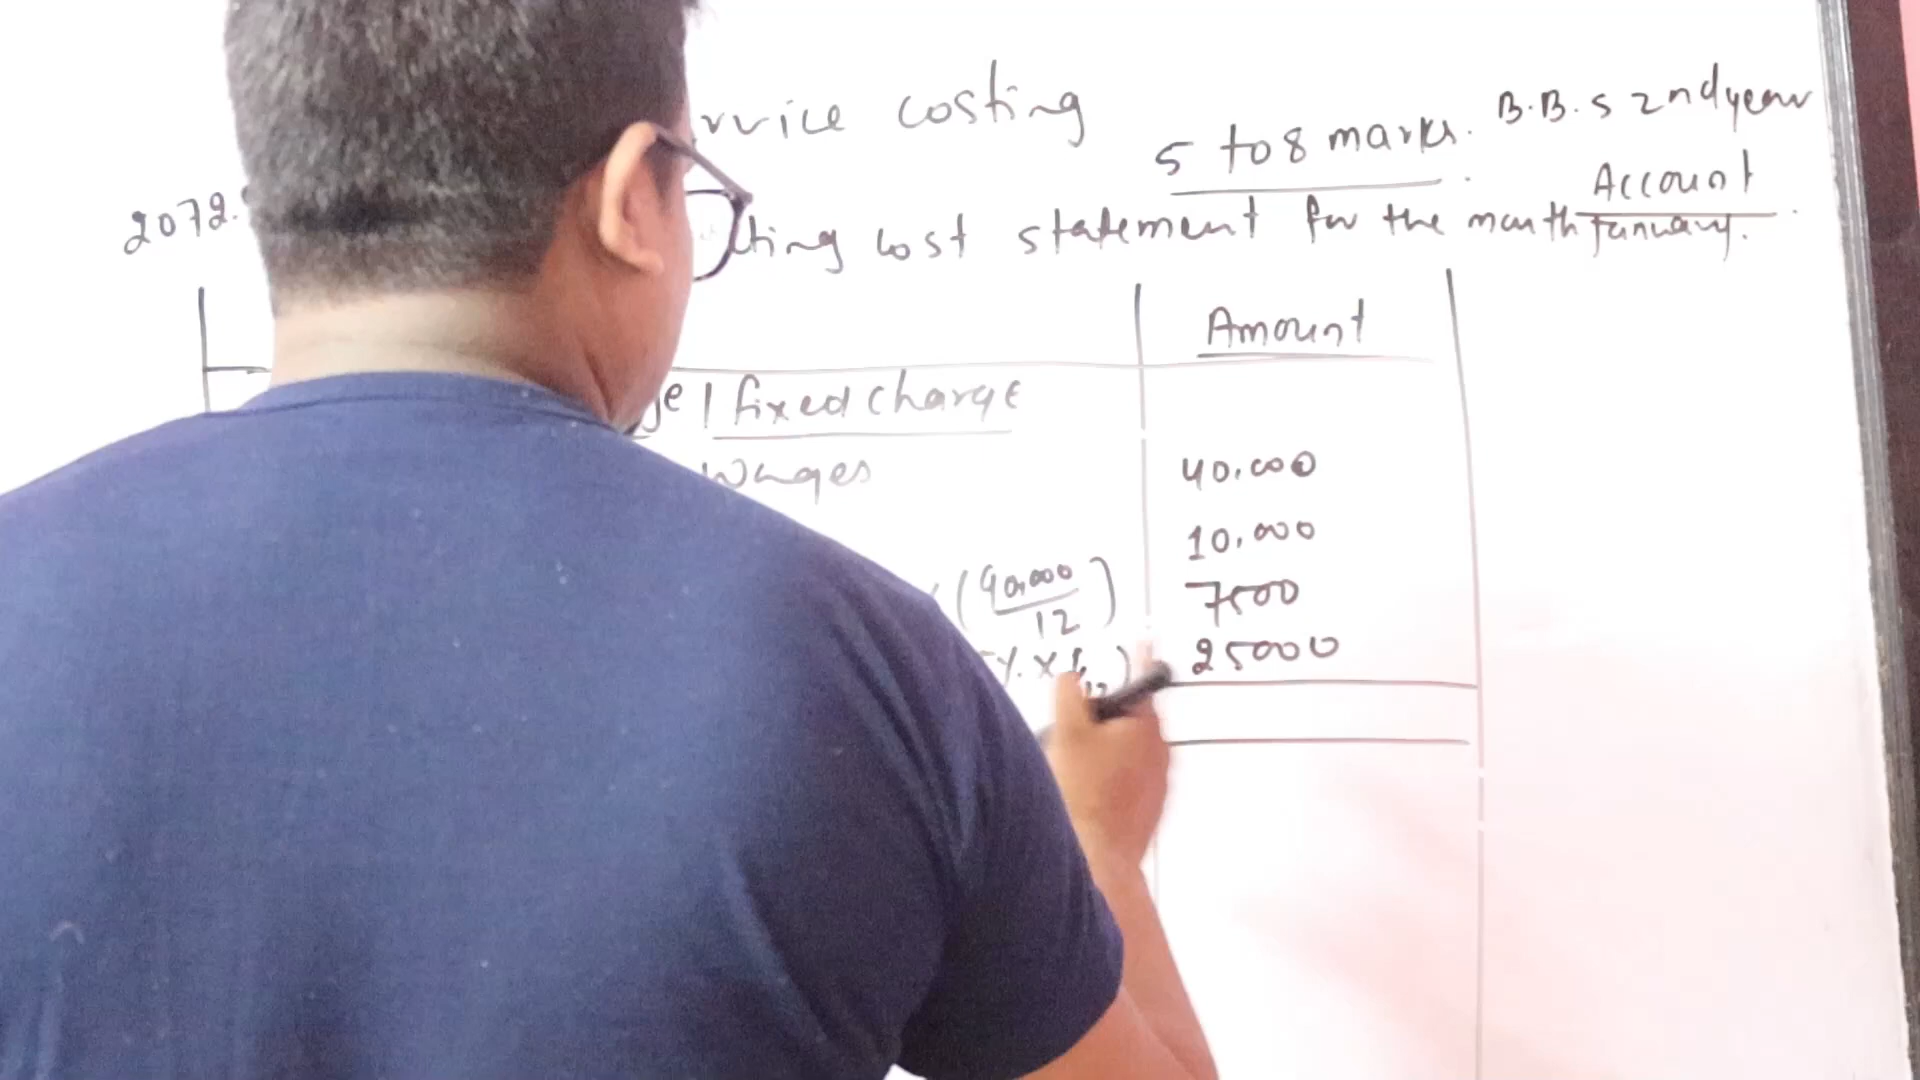 rvice costing
5 to 8 marks. B.B.S 2nd year
Account
2072. ting cost statement for the month January.
Amount
e / fixed charge
Wages 40,000
10,000
(90,000/12) 7500
% × 25000